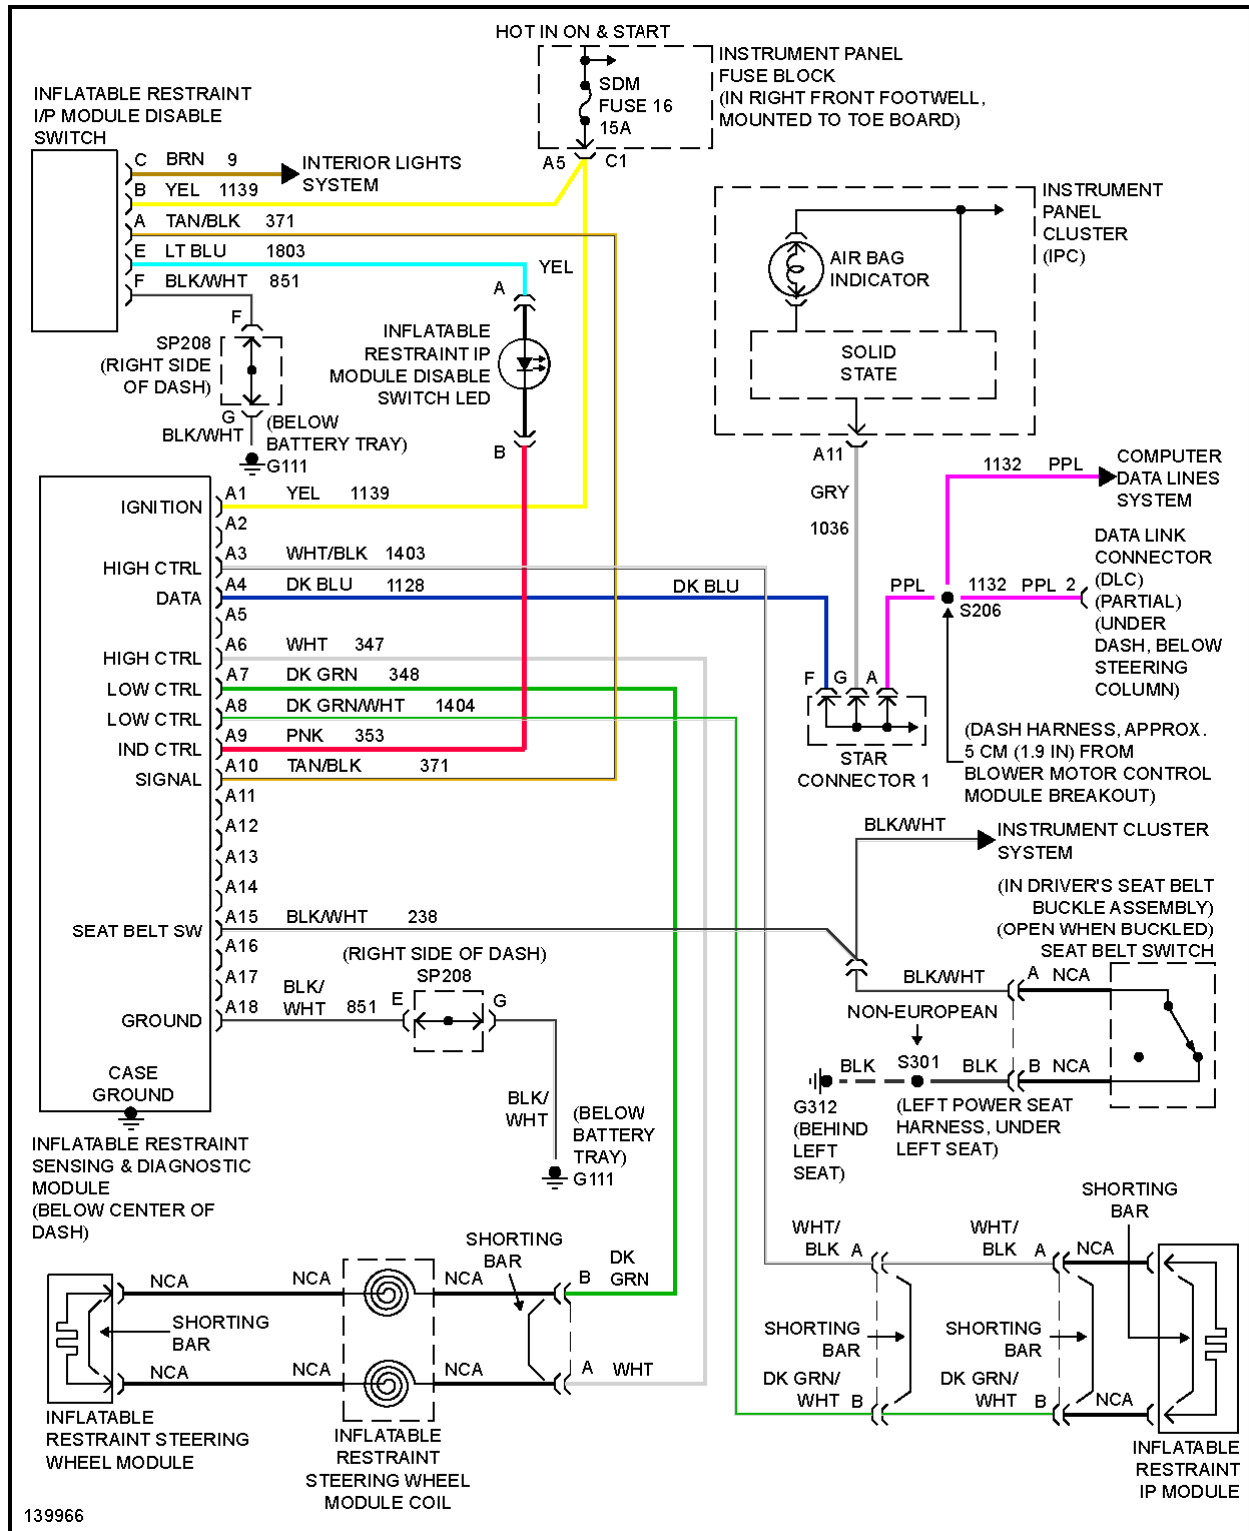 HOT IN ON & START
INSTRUMENT PANEL
FUSE BLOCK
(IN RIGHT FRONT FOOTWELL,
MOUNTED TO TOE BOARD)
SDM
FUSE 16
15A
A5 C1
INFLATABLE RESTRAINT
I/P MODULE DISABLE
SWITCH
C BRN 9
INTERIOR LIGHTS
SYSTEM
B YEL 1139
A TAN/BLK 371
E LT BLU 1803
F BLK/WHT 851
YEL
A
F
SP208
(RIGHT SIDE
OF DASH)
G
BLK/WHT
(BELOW
BATTERY TRAY)
G111
INFLATABLE
RESTRAINT IP
MODULE DISABLE
SWITCH LED
B
INSTRUMENT
PANEL
CLUSTER
(IPC)
AIR BAG
INDICATOR
SOLID
STATE
A11
GRY
1036
1132 PPL
COMPUTER
DATA LINES
SYSTEM
PPL
1132 PPL 2
S206
DATA LINK
CONNECTOR
(DLC)
(PARTIAL)
(UNDER
DASH, BELOW
STEERING
COLUMN)
DK BLU
F G A
STAR
CONNECTOR 1
(DASH HARNESS, APPROX.
5 CM (1.9 IN) FROM
BLOWER MOTOR CONTROL
MODULE BREAKOUT)
IGNITION A1 YEL 1139
A2
HIGH CTRL A3 WHT/BLK 1403
DATA A4 DK BLU 1128
A5
HIGH CTRL A6 WHT 347
LOW CTRL A7 DK GRN 348
LOW CTRL A8 DK GRN/WHT 1404
IND CTRL A9 PNK 353
SIGNAL A10 TAN/BLK 371
A11
A12
A13
A14
SEAT BELT SW A15 BLK/WHT 238
A16
A17
GROUND A18 BLK/
WHT 851
CASE
GROUND
INFLATABLE RESTRAINT
SENSING & DIAGNOSTIC
MODULE
(BELOW CENTER OF
DASH)
(RIGHT SIDE OF DASH)
SP208
E G
BLK/
WHT
(BELOW
BATTERY
TRAY)
G111
BLK/WHT
INSTRUMENT CLUSTER
SYSTEM
(IN DRIVER'S SEAT BELT
BUCKLE ASSEMBLY)
(OPEN WHEN BUCKLED)
SEAT BELT SWITCH
BLK/WHT A NCA
NON-EUROPEAN
BLK S301 BLK B NCA
G312
(BEHIND
LEFT
SEAT)
(LEFT POWER SEAT
HARNESS, UNDER
LEFT SEAT)
SHORTING
BAR
WHT/
BLK A
WHT/
BLK A
NCA
SHORTING
BAR
SHORTING
BAR
DK GRN/
WHT B
DK GRN/
WHT B
NCA
INFLATABLE
RESTRAINT
IP MODULE
SHORTING
BAR
DK
GRN
NCA NCA NCA B
SHORTING
BAR
NCA NCA NCA A WHT
INFLATABLE
RESTRAINT STEERING
WHEEL MODULE
INFLATABLE
RESTRAINT
STEERING WHEEL
MODULE COIL
139966